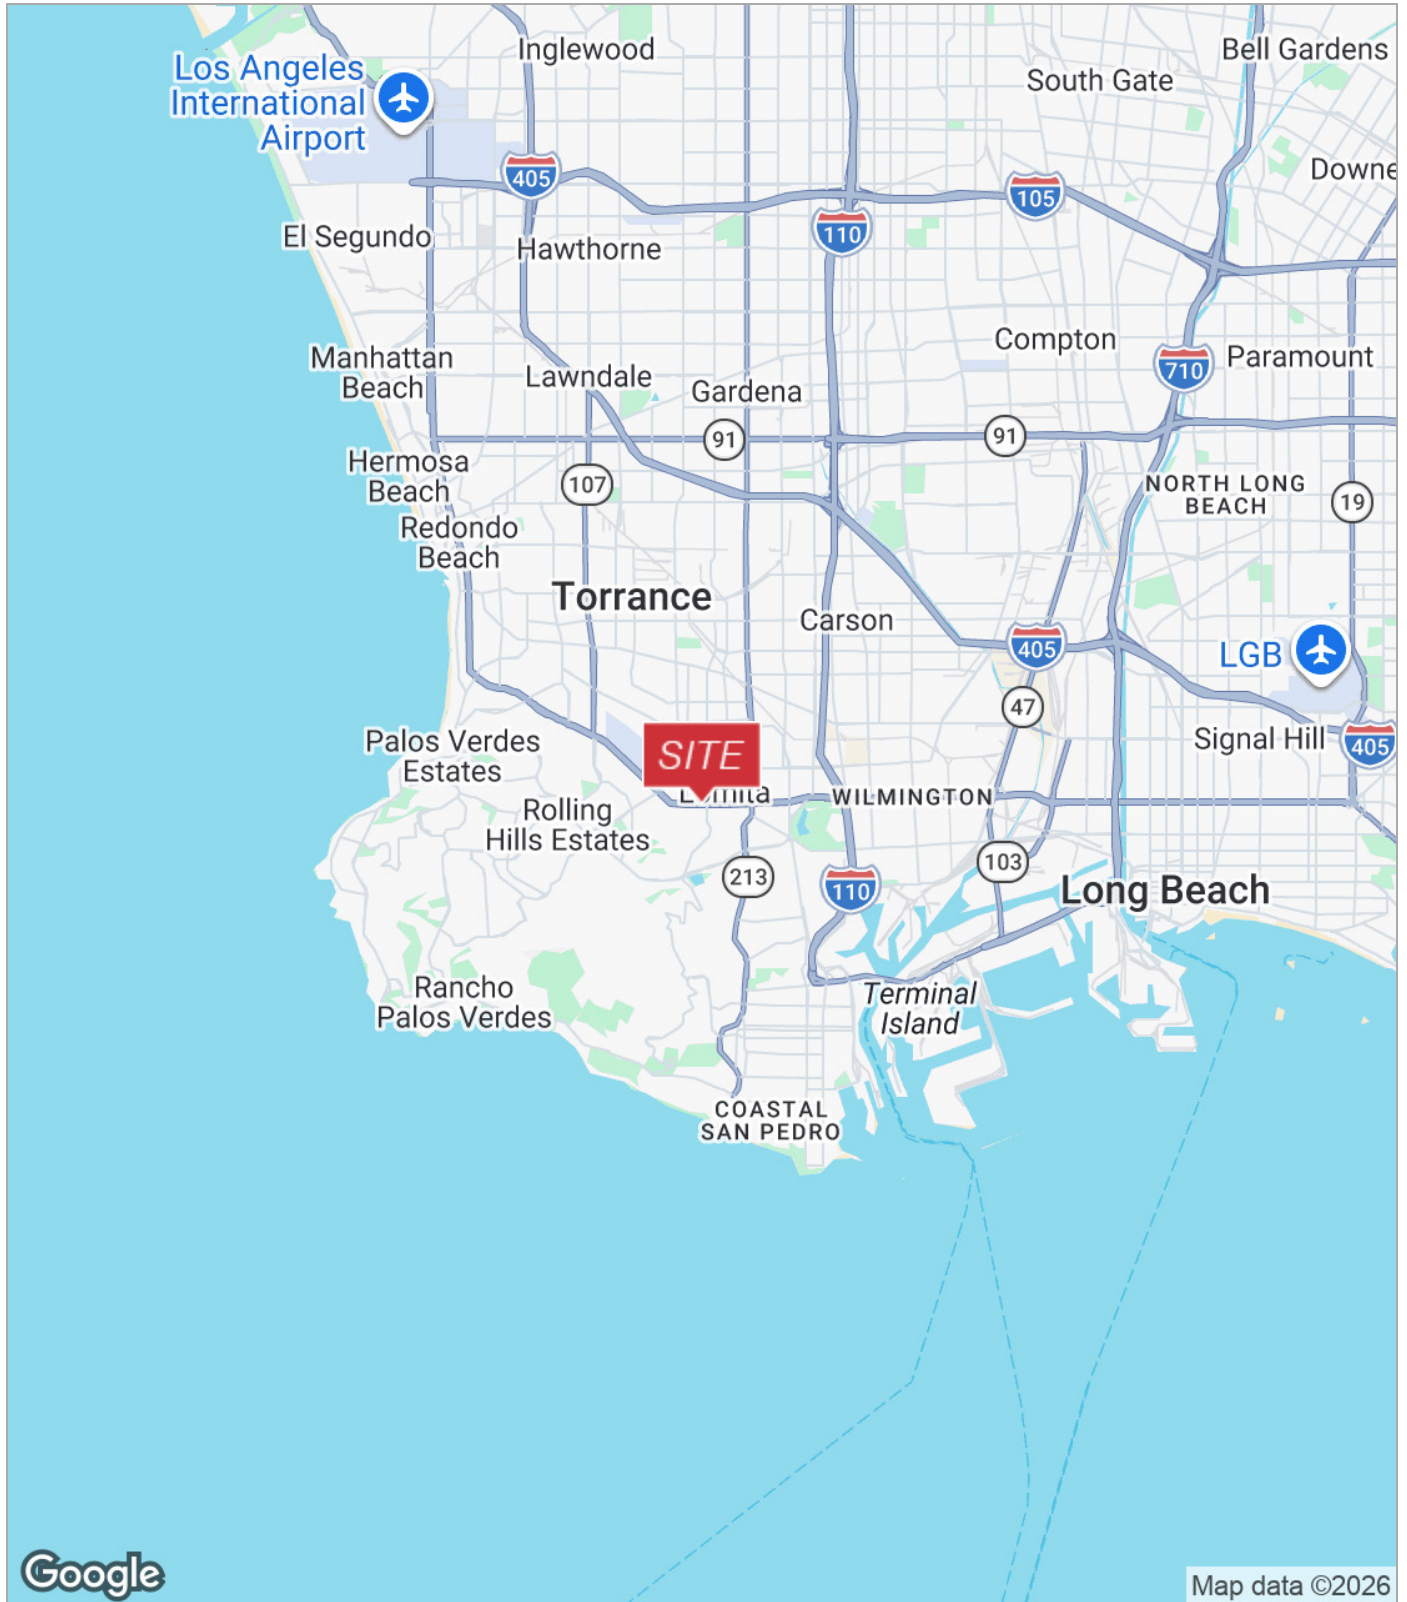 Inglewood
Bell Gardens
Los Angeles
International
Airport
South Gate
Downe
405
105
110
El Segundo
Hawthorne
Compton
Manhattan
Beach
Lawndale
Gardena
710
Paramount
91
91
Hermosa
Beach
107
NORTH LONG
BEACH
19
Redondo
Beach
Torrance
Carson
405
LGB
47
Palos Verdes
Estates
SITE
Signal Hill
405
Lomita
WILMINGTON
Rolling
Hills Estates
213
110
103
Long Beach
Rancho
Palos Verdes
Terminal
Island
COASTAL
SAN PEDRO
Google
Map data ©2026